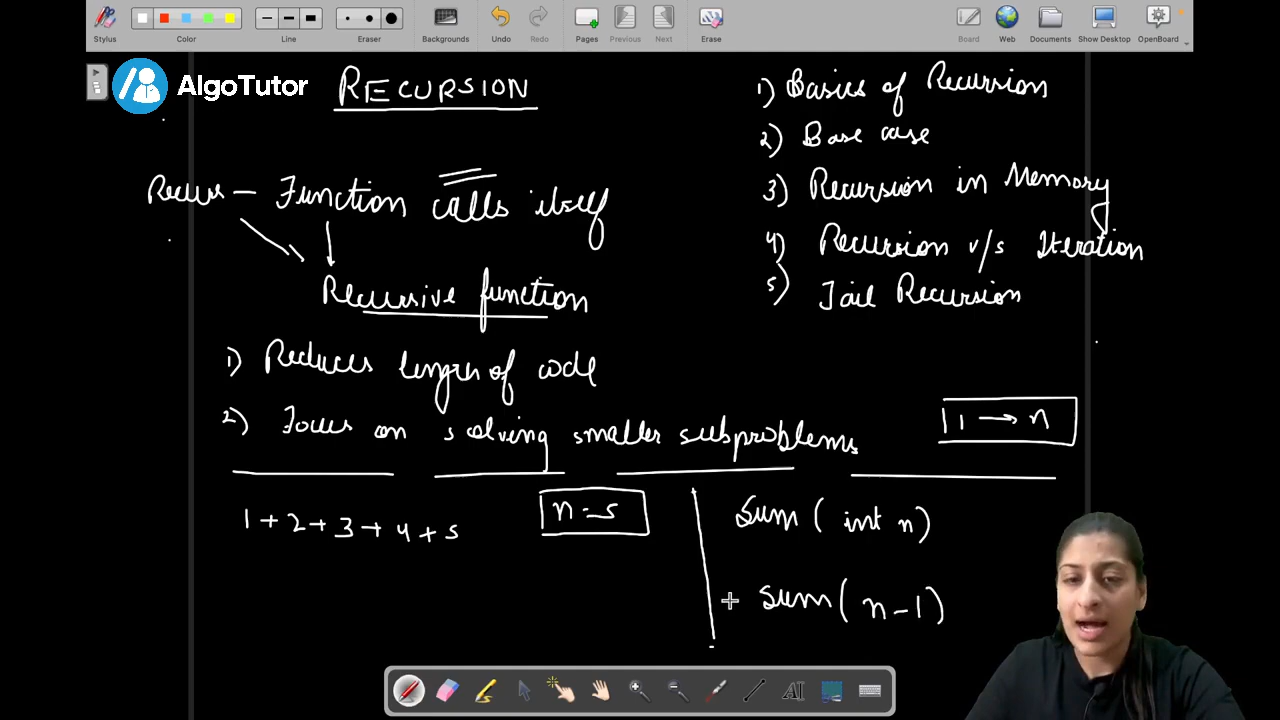 Stylus Color Line Eraser Backgrounds Undo Redo Pages Previous Next Erase Board Web Documents Show Desktop OpenBoard
AlgoTutor
RECURSION
Recurse - Function calls itself
Recursive function
1) Reduces length of code
2) Focus on solving smaller subproblems
1) Basics of Recursion
2) Base case
3) Recursion in Memory
4) Recursion v/s Iteration
5) Tail Recursion
1 → n
1 + 2 + 3 + 4 + 5
n = 5
sum ( int n )
+ sum ( n - 1 )